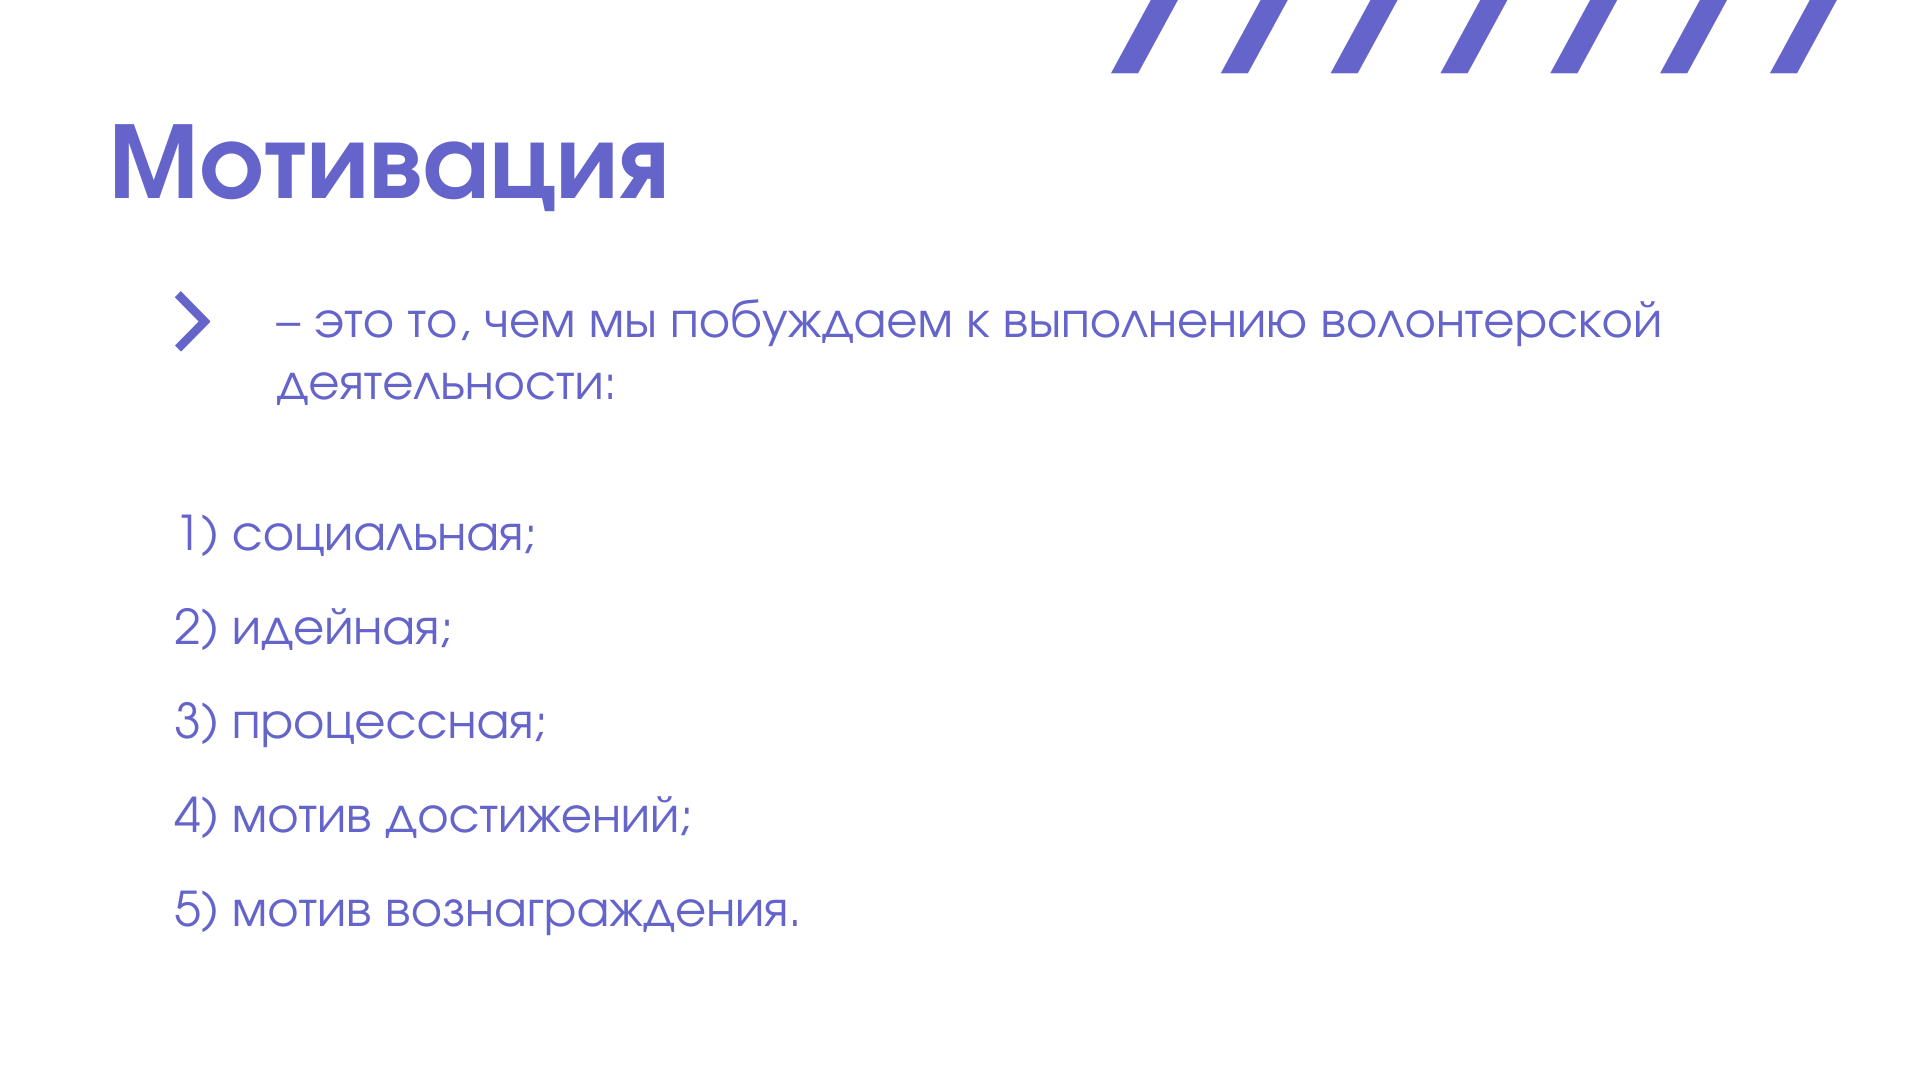 Мотивация
– это то, чем мы побуждаем к выполнению волонтерской
деятельности:
1) социальная;
2) идейная;
3) процессная;
4) мотив достижений;
5) мотив вознаграждения.